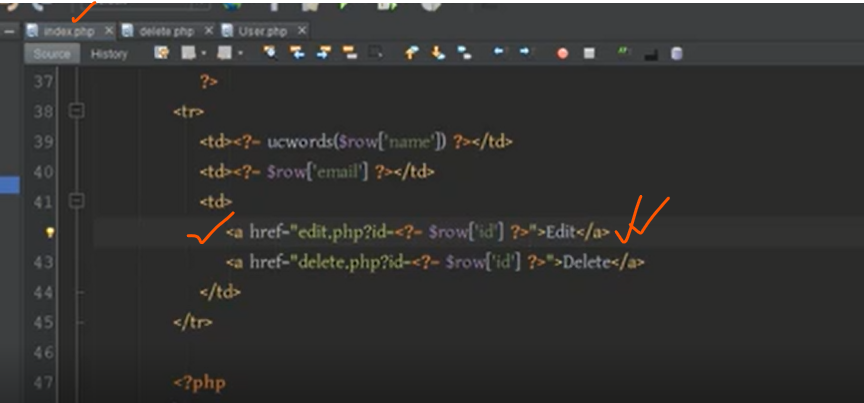 index.php delete.php User.php
Source History
37 ?>
38 <tr>
39 <td><?= ucwords($row['name']) ?></td>
40 <td><?= $row['email'] ?></td>
41 <td>
<a href="edit.php?id=<?= $row['id'] ?>">Edit</a>
43 <a href="delete.php?id=<?= $row['id'] ?>">Delete</a>
44 </td>
45 </tr>
46
47 <?php